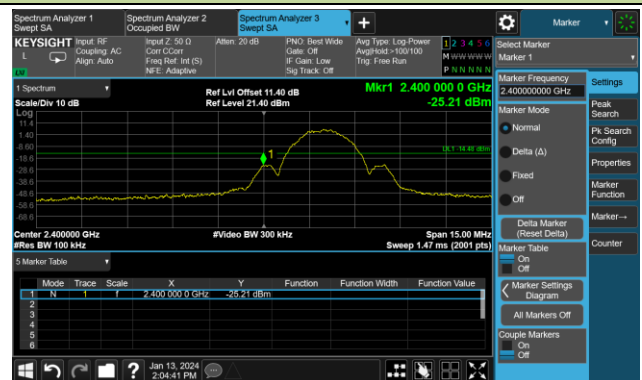 Spectrum Analyzer 1
Swept SA
Spectrum Analyzer 2
Occupied BW
Spectrum Analyzer 3
Swept SA
Marker
KEYSIGHT
L
Input: RF
Coupling: AC
Align: Auto
Input Z: 50 Ω
Corr CCorr
Freq Ref: Int (S)
NFE: Adaptive
Atten: 20 dB
PNO: Best Wide
Gate: Off
IF Gain: Low
Sig Track: Off
Avg Type: Log-Power
Avg|Hold:>100/100
Trig: Free Run
1 2 3 4 5 6
M W W W W W
P N N N N N
Select Marker
Marker 1
1 Spectrum
Scale/Div 10 dB
Ref Lvl Offset 11.40 dB
Ref Level 21.40 dBm
Mkr1 2.400 000 0 GHz
-25.21 dBm
Log
11.4
1.40
-8.60
-18.6
-28.6
-38.6
-48.6
-58.6
-68.6
1
DL1 -14.48 dBm
Center 2.400000 GHz
#Res BW 100 kHz
#Video BW 300 kHz
Span 15.00 MHz
Sweep 1.47 ms (2001 pts)
5 Marker Table
Mode Trace Scale X Y Function Function Width Function Value
1 N 1 f 2.400 000 0 GHz -25.21 dBm
2
3
4
5
6
Marker Frequency
2.400000000 GHz
Marker Mode
Normal
Delta (Δ)
Fixed
Off
Delta Marker
(Reset Delta)
Marker Table
On
Off
Marker Settings
Diagram
All Markers Off
Couple Markers
On
Off
Settings
Peak
Search
Pk Search
Config
Properties
Marker
Function
Marker→
Counter
?
Jan 13, 2024
2:04:41 PM